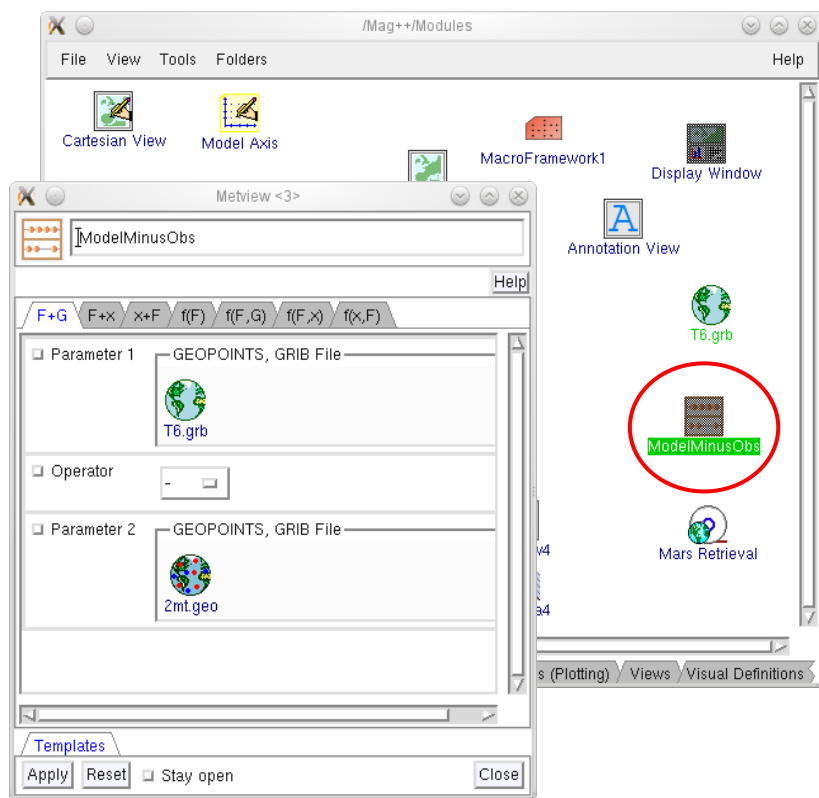 /Mag++/Modules
File View Tools Folders Help
Cartesian View
Model Axis
MacroFramework1
Display Window
Annotation View
T6.grb
ModelMinusObs
Mars Retrieval
v4
a4
s (Plotting) Views Visual Definitions
Metview <3>
ModelMinusObs
Help
F+G F+x x+F f(F) f(F,G) f(F,x) f(x,F)
Parameter 1 GEOPOINTS, GRIB File
T6.grb
Operator -
Parameter 2 GEOPOINTS, GRIB File
2mt.geo
Templates
Apply Reset Stay open Close